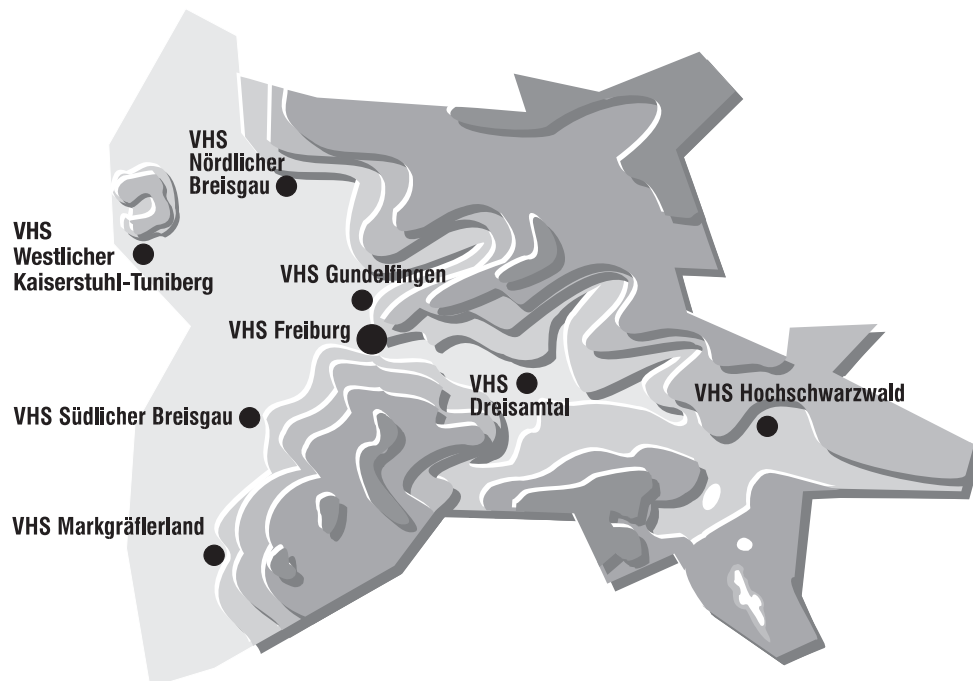 VHS
Nördlicher
Breisgau
VHS
Westlicher
Kaiserstuhl-Tuniberg
VHS Gundelfingen
VHS Freiburg
VHS
Dreisamtal
VHS Hochschwarzwald
VHS Südlicher Breisgau
VHS Markgräflerland